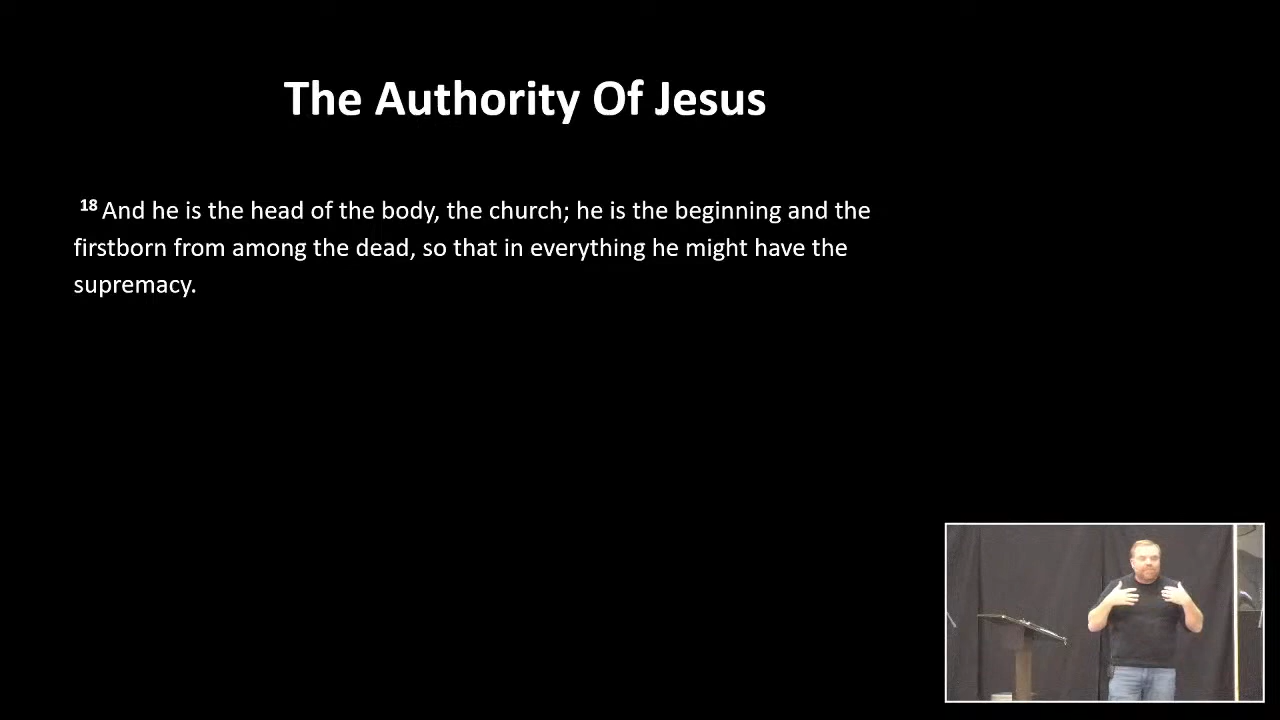 The Authority Of Jesus
18 And he is the head of the body, the church; he is the beginning and the
firstborn from among the dead, so that in everything he might have the
supremacy.